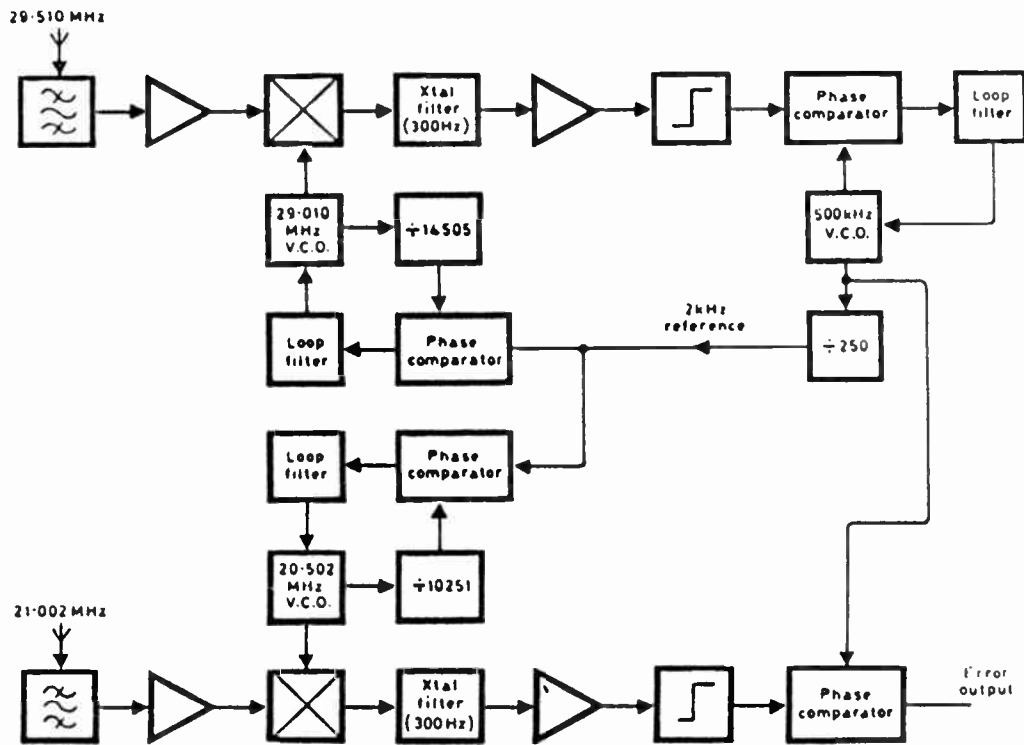 29·510 MHz
Xtal
filter
(300Hz)
Phase
comparator
Loop
filter
29·010
MHz
V.C.O.
÷14505
500kHz
V.C.O.
Loop
filter
Phase
comparator
2kHz
reference
÷250
Loop
filter
Phase
comparator
20·502
MHz
V.C.O.
÷10251
21·002 MHz
Xtal
filter
(300Hz)
Phase
comparator
Error
output